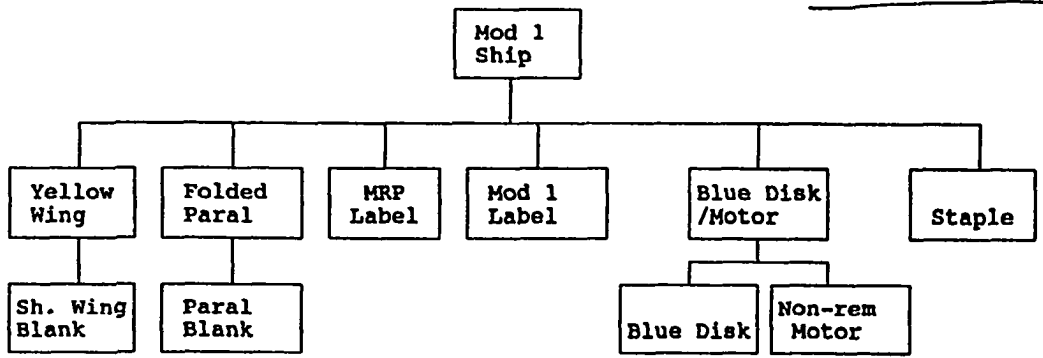 Mod 1
Ship
Yellow
Wing
Folded
Paral
MRP
Label
Mod 1
Label
Blue Disk
/Motor
Staple
Sh. Wing
Blank
Paral
Blank
Blue Disk
Non-rem
Motor